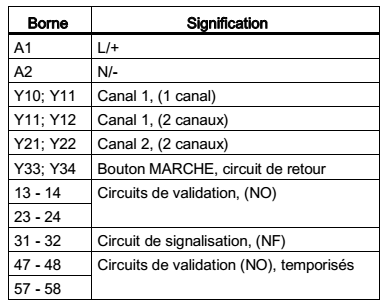 Borne Signification
A1 L/+
A2 N/-
Y10; Y11 Canal 1, (1 canal)
Y11; Y12 Canal 1, (2 canaux)
Y21; Y22 Canal 2, (2 canaux)
Y33; Y34 Bouton MARCHE, circuit de retour
13 - 14 Circuits de validation, (NO)
23 - 24
31 - 32 Circuit de signalisation, (NF)
47 - 48 Circuits de validation (NO), temporisés
57 - 58